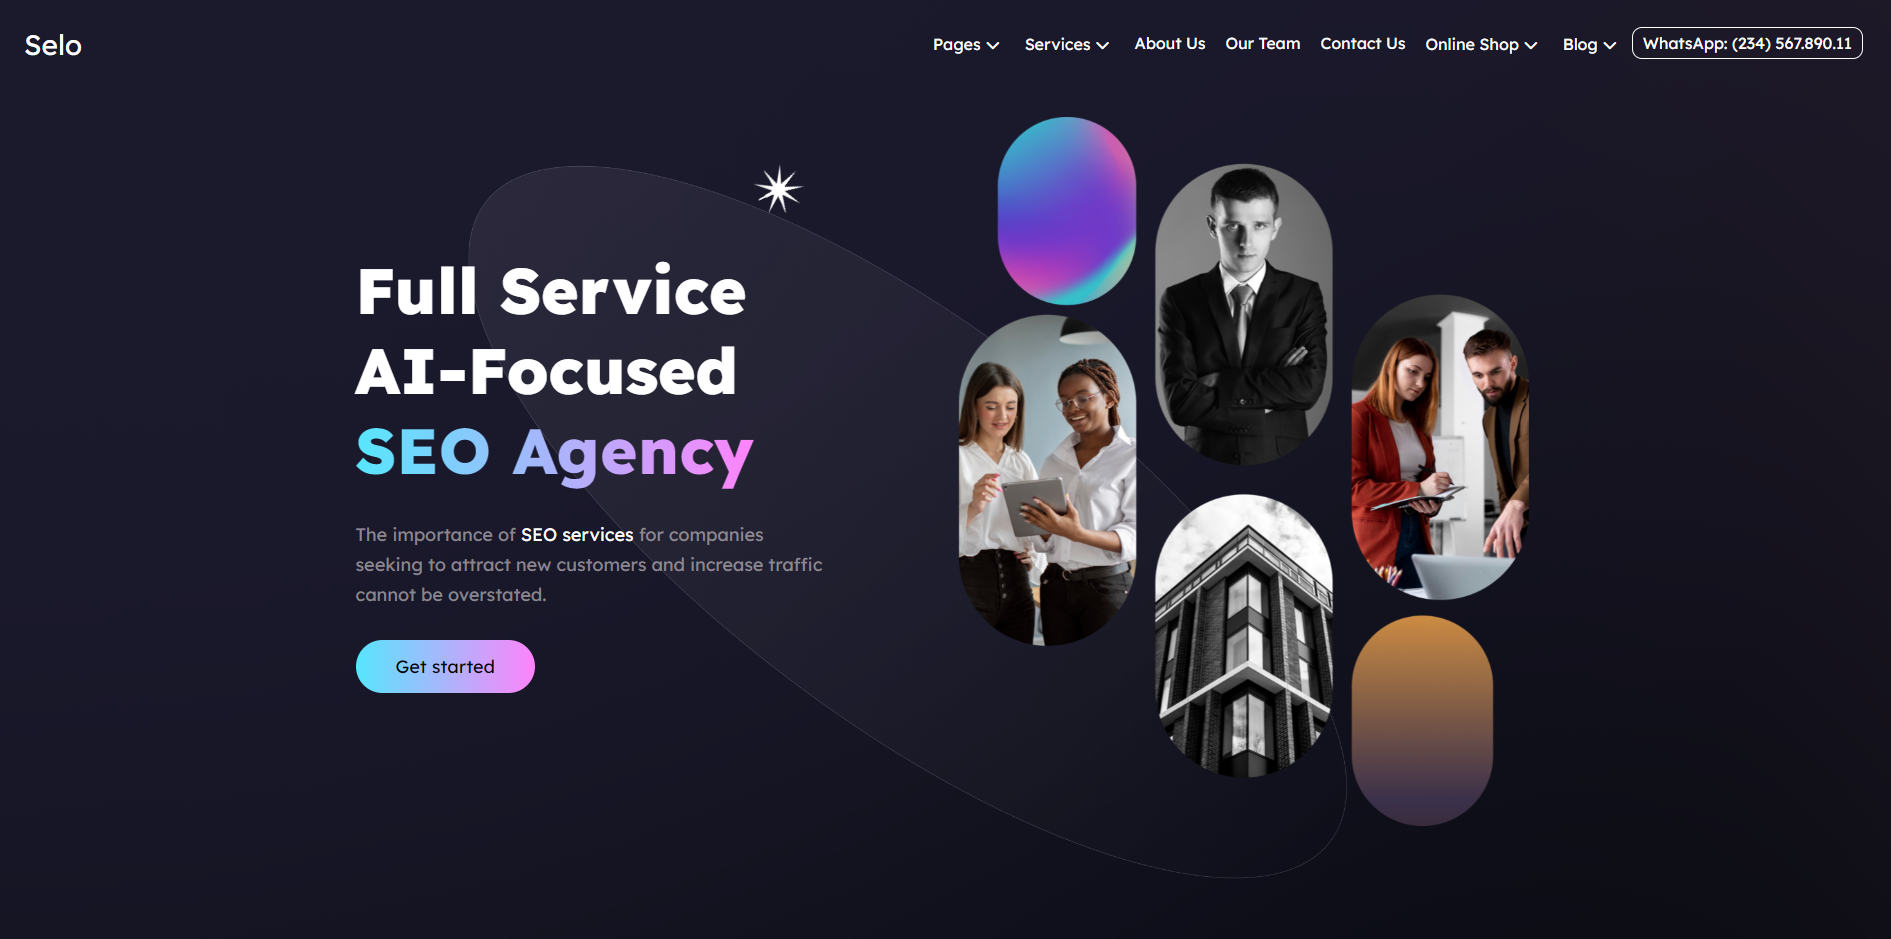 Selo
Pages
Services
About Us
Our Team
Contact Us
Online Shop
Blog
WhatsApp: (234) 567.890.11
Full Service
AI-Focused
SEO Agency
The importance of SEO services for companies
seeking to attract new customers and increase traffic
cannot be overstated.
Get started